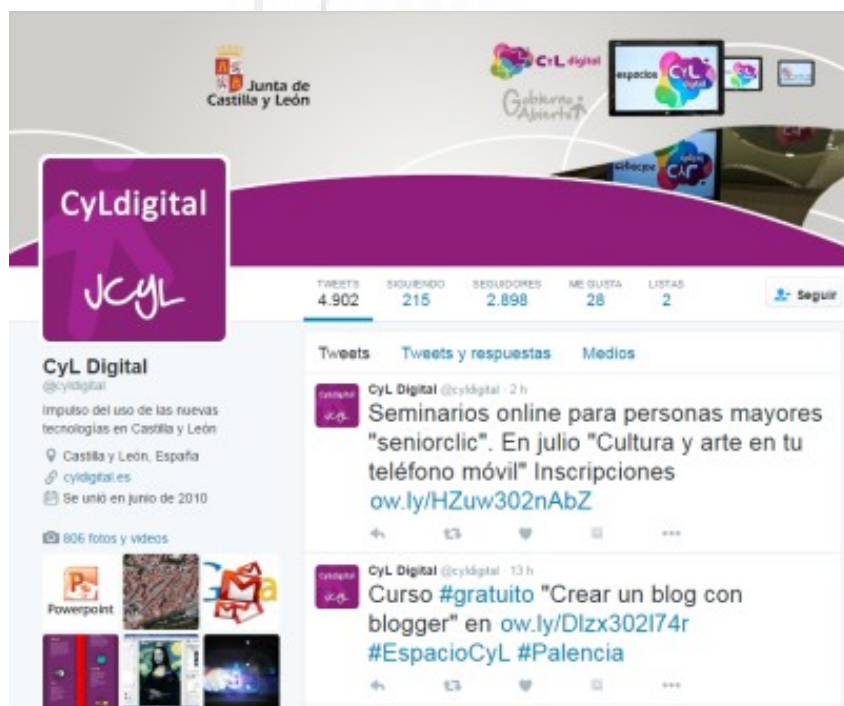 Junta de
Castilla y León
CyL digital
Gobierno
Abierto
espacios CyL
digital
CyLdigital
JCYL
TWEETS SIGUIENDO SEGUIDORES ME GUSTA LISTAS
4.902 215 2.898 28 2
Seguir
CyL Digital
@cyldigital
Impulso del uso de las nuevas
tecnologías en Castilla y León
Castilla y León, España
cyldigital.es
Se unió en junio de 2010
806 fotos y videos
Powerpoint
Tweets Tweets y respuestas Medios
CyL Digital @cyldigital · 2 h
Seminarios online para personas mayores
"seniorclic". En julio "Cultura y arte en tu
teléfono móvil" Inscripciones
ow.ly/HZuw302nAbZ
CyL Digital @cyldigital · 13 h
Curso #gratuito "Crear un blog con
blogger" en ow.ly/Dlzx302l74r
#EspacioCyL #Palencia